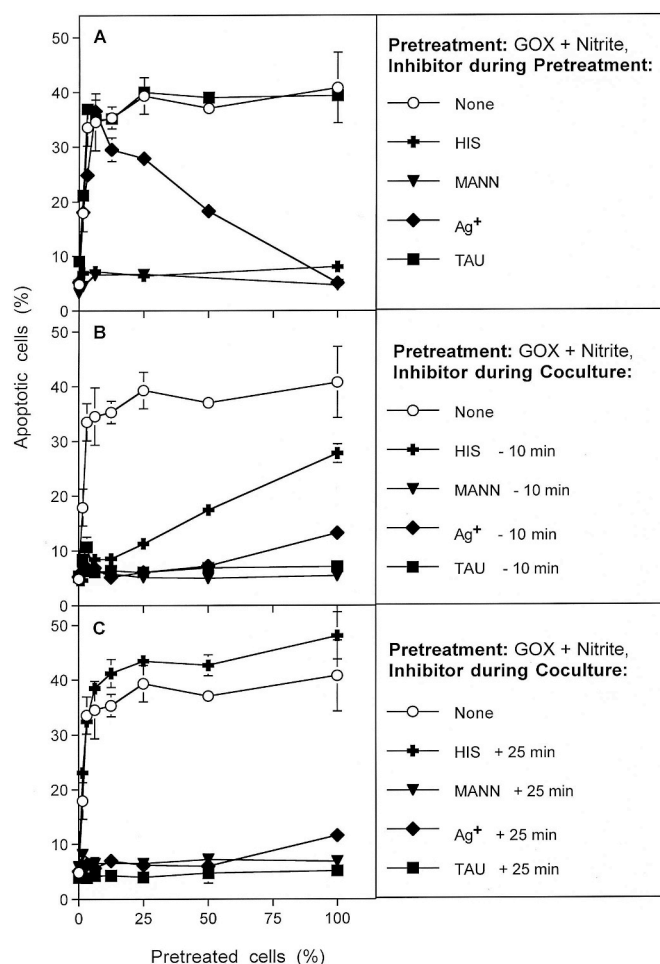 A
50
40
30
20
10
0
Pretreatment: GOX + Nitrite,
Inhibitor during Pretreatment:
None
HIS
MANN
Ag+
TAU
B
50
40
30
20
10
0
Pretreatment: GOX + Nitrite,
Inhibitor during Coculture:
None
HIS - 10 min
MANN - 10 min
Ag+ - 10 min
TAU - 10 min
C
50
40
30
20
10
0
Pretreatment: GOX + Nitrite,
Inhibitor during Coculture:
None
HIS + 25 min
MANN + 25 min
Ag+ + 25 min
TAU + 25 min
Apoptotic cells (%)
0 25 50 75 100
Pretreated cells (%)